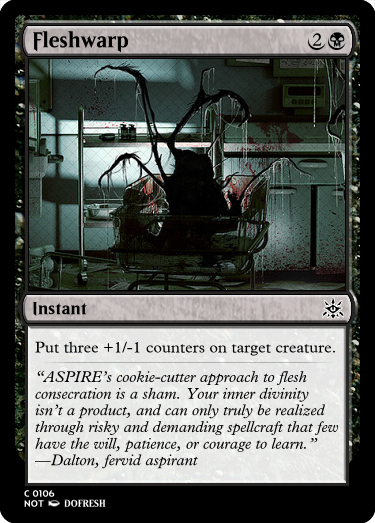 Fleshwarp 2
Instant
Put three +1/-1 counters on target creature.
“ASPIRE’s cookie-cutter approach to flesh
consecration is a sham. Your inner divinity
isn’t a product, and can only truly be realized
through risky and demanding spellcraft that few
have the will, patience, or courage to learn.”
—Dalton, fervid aspirant
C 0106
NOT DOFRESH